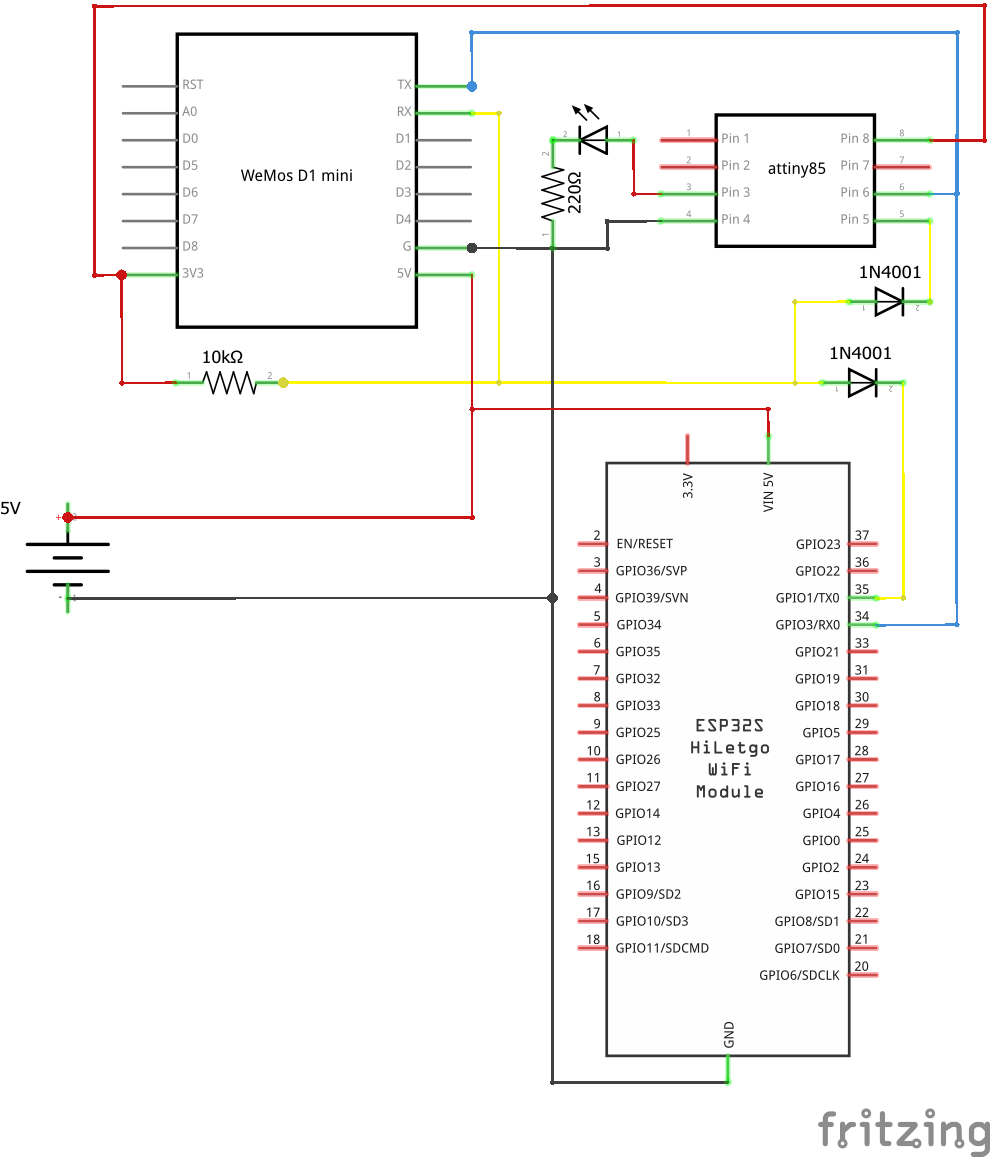 WeMos D1 mini
RST
A0
D0
D5
D6
D7
D8
3V3
TX
RX
D1
D2
D3
D4
G
5V
2
1
2
220Ω
1
attiny85
1
Pin 1
2
Pin 2
3
Pin 3
4
Pin 4
Pin 8
8
Pin 7
7
Pin 6
6
Pin 5
5
1N4001
1
2
10kΩ
1
2
1N4001
1
2
5V
+
-
1
3.3V
VIN 5V
2
EN/RESET
3
GPIO36/SVP
4
GPIO39/SVN
5
GPIO34
6
GPIO35
7
GPIO32
8
GPIO33
9
GPIO25
10
GPIO26
11
GPIO27
12
GPIO14
13
GPIO12
15
GPIO13
16
GPIO9/SD2
17
GPIO10/SD3
18
GPIO11/SDCMD
ESP32S
HiLetgo
WiFi
Module
GPIO23
37
GPIO22
36
GPIO1/TX0
35
GPIO3/RX0
34
GPIO21
33
GPIO19
31
GPIO18
30
GPIO5
29
GPIO17
28
GPIO16
27
GPIO4
26
GPIO0
25
GPIO2
24
GPIO15
23
GPIO8/SD1
22
GPIO7/SD0
21
GPIO6/SDCLK
20
GND
fritzing